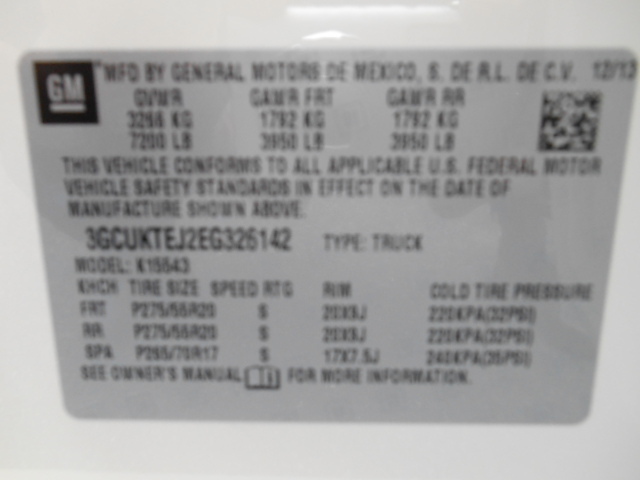 GM
MFD BY GENERAL MOTORS DE MEXICO, S. DE R.L. DE C.V. 12/13
GVWR GAWR FRT GAWR RR
3266 KG 1792 KG 1792 KG
7200 LB 3950 LB 3950 LB
THIS VEHICLE CONFORMS TO ALL APPLICABLE U.S. FEDERAL MOTOR
VEHICLE SAFETY STANDARDS IN EFFECT ON THE DATE OF
MANUFACTURE SHOWN ABOVE.
3GCUKTEJ2EG326142 TYPE: TRUCK
MODEL: K15543
TIRE SIZE SPEED RTG RIM COLD TIRE PRESSURE
FRT P275/55R20 S 20X9J 220KPA(32PSI)
RR P275/55R20 S 20X9J 220KPA(32PSI)
SPA P265/70R17 S 17X7.5J 240KPA(35PSI)
SEE OWNER'S MANUAL FOR MORE INFORMATION.